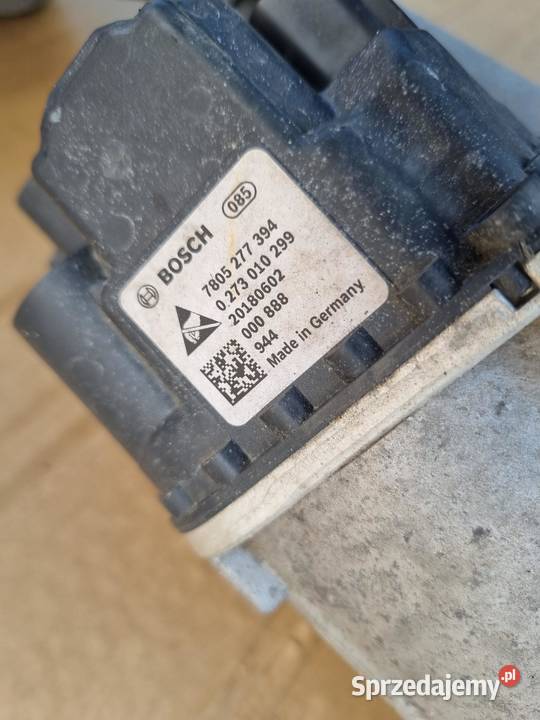 BOSCH 085
7805 277 394
0 273 010 299
20180602
000 888
944
Made in Germany
Sprzedajemy.pl